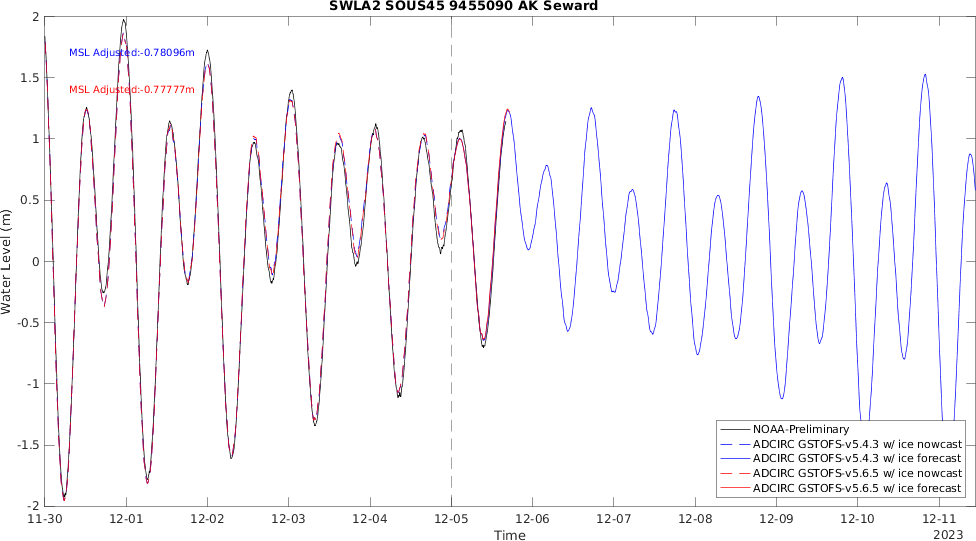 SWLA2 SOUS45 9455090 AK Seward
MSL Adjusted:-0.78096m
MSL Adjusted:-0.77777m
Water Level (m)
2
1.5
1
0.5
0
-0.5
-1
-1.5
-2
NOAA-Preliminary
ADCIRC GSTOFS-v5.4.3 w/ ice nowcast
ADCIRC GSTOFS-v5.4.3 w/ ice forecast
ADCIRC GSTOFS-v5.6.5 w/ ice nowcast
ADCIRC GSTOFS-v5.6.5 w/ ice forecast
11-30 12-01 12-02 12-03 12-04 12-05 12-06 12-07 12-08 12-09 12-10 12-11
2023
Time